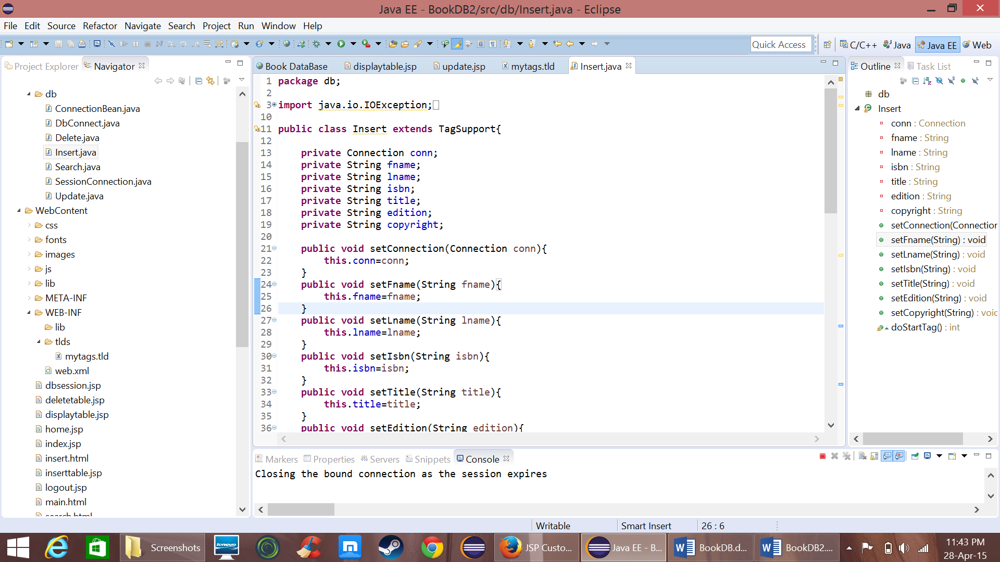 Java EE - BookDB2/src/db/Insert.java - Eclipse
File Edit Source Refactor Navigate Search Project Run Window Help
Quick Access
C/C++ Java Java EE Web
Project Explorer Navigator
db
ConnectionBean.java
DbConnect.java
Delete.java
Insert.java
Search.java
SessionConnection.java
Update.java
WebContent
css
fonts
images
js
lib
META-INF
WEB-INF
lib
tlds
mytags.tld
web.xml
dbsession.jsp
deletetable.jsp
displaytable.jsp
home.jsp
index.jsp
insert.html
inserttable.jsp
logout.jsp
main.html
search.html
Book DataBase displaytable.jsp update.jsp mytags.tld Insert.java
1 package db;
2
3 import java.io.IOException;
10
11 public class Insert extends TagSupport{
12
13 private Connection conn;
14 private String fname;
15 private String lname;
16 private String isbn;
17 private String title;
18 private String edition;
19 private String copyright;
20
21 public void setConnection(Connection conn){
22 this.conn=conn;
23 }
24 public void setFname(String fname){
25 this.fname=fname;
26 }
27 public void setLname(String lname){
28 this.lname=lname;
29 }
30 public void setIsbn(String isbn){
31 this.isbn=isbn;
32 }
33 public void setTitle(String title){
34 this.title=title;
35 }
36 public void setEdition(String edition){
Outline Task List
db
Insert
conn : Connection
fname : String
lname : String
isbn : String
title : String
edition : String
copyright : String
setConnection(Connection
setFname(String) : void
setLname(String) : void
setIsbn(String) : void
setTitle(String) : void
setEdition(String) : void
setCopyright(String) : voic
doStartTag() : int
Markers Properties Servers Snippets Console
Closing the bound connection as the session expires
Writable Smart Insert 26 : 6
Screenshots
lenovo
JSP Custo...
Java EE - B...
BookDB.d...
BookDB2....
11:43 PM
28-Apr-15